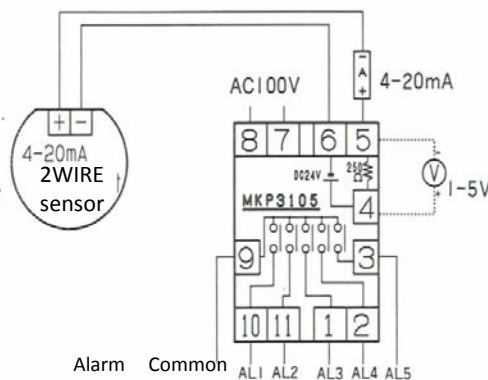 AC100V
4-20mA
+ -
8 7 6 5
- A +
4-20mA
2WIRE
sensor
DC24V
250Ω
V
+
1-5V
MKP3105
4
9
3
10 11 1 2
Alarm Common AL1 AL2 AL3 AL4 AL5